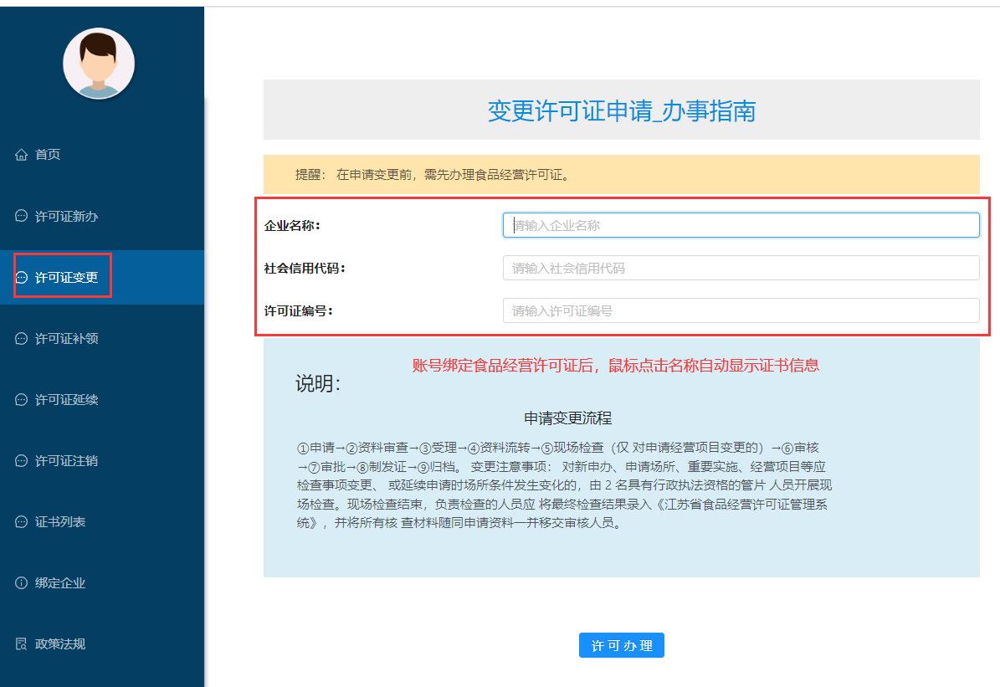 首页
许可证新办
许可证变更
许可证补领
许可证延续
许可证注销
证书列表
绑定企业
政策法规
变更许可证申请_办事指南
提醒： 在申请变更前，需先办理食品经营许可证。
企业名称：
请输入企业名称
社会信用代码：
请输入社会信用代码
许可证编号：
请输入许可证编号
账号绑定食品经营许可证后，鼠标点击名称自动显示证书信息
说明：
申请变更流程
①申请→②资料审查→③受理→④资料流转→⑤现场检查（仅 对申请经营项目变更的）→⑥审核
→⑦审批→⑧制发证→⑨归档。 变更注意事项： 对新申办、申请场所、重要实施、经营项目等应
检查事项变更、 或延续申请时场所条件发生变化的，由 2 名具有行政执法资格的管片 人员开展现
场检查。现场检查结束，负责检查的人员应 将最终检查结果录入《江苏省食品经营许可证管理系
统》，并将所有核 查材料随同申请资料一并移交审核人员。
许可办理